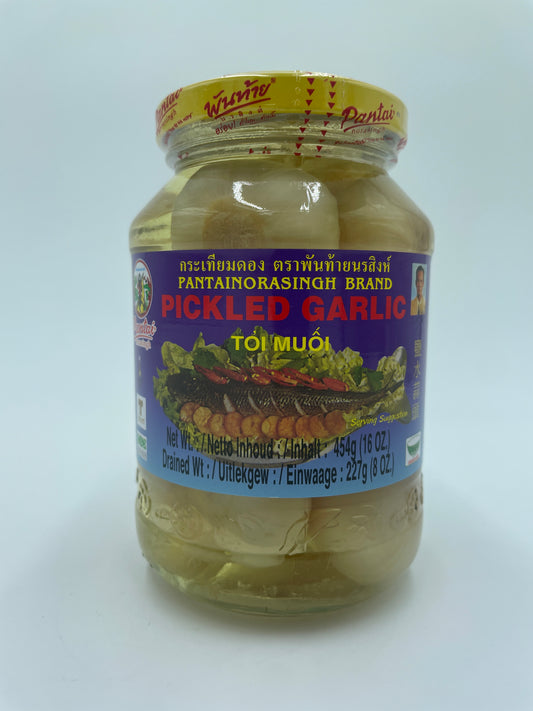 Pantai
พันท้าย
Pantai
กระเทียมดอง ตราพันท้ายนรสิงห์
PANTAINORASINGH BRAND
PICKLED GARLIC
TỎI MUỐI
Serving Suggestion
Net Wt : / Netto Inhoud : / Inhalt : 454g (16 OZ.)
Drained Wt : / Uitlekgew : / Einwaage : 227g (8 OZ.)